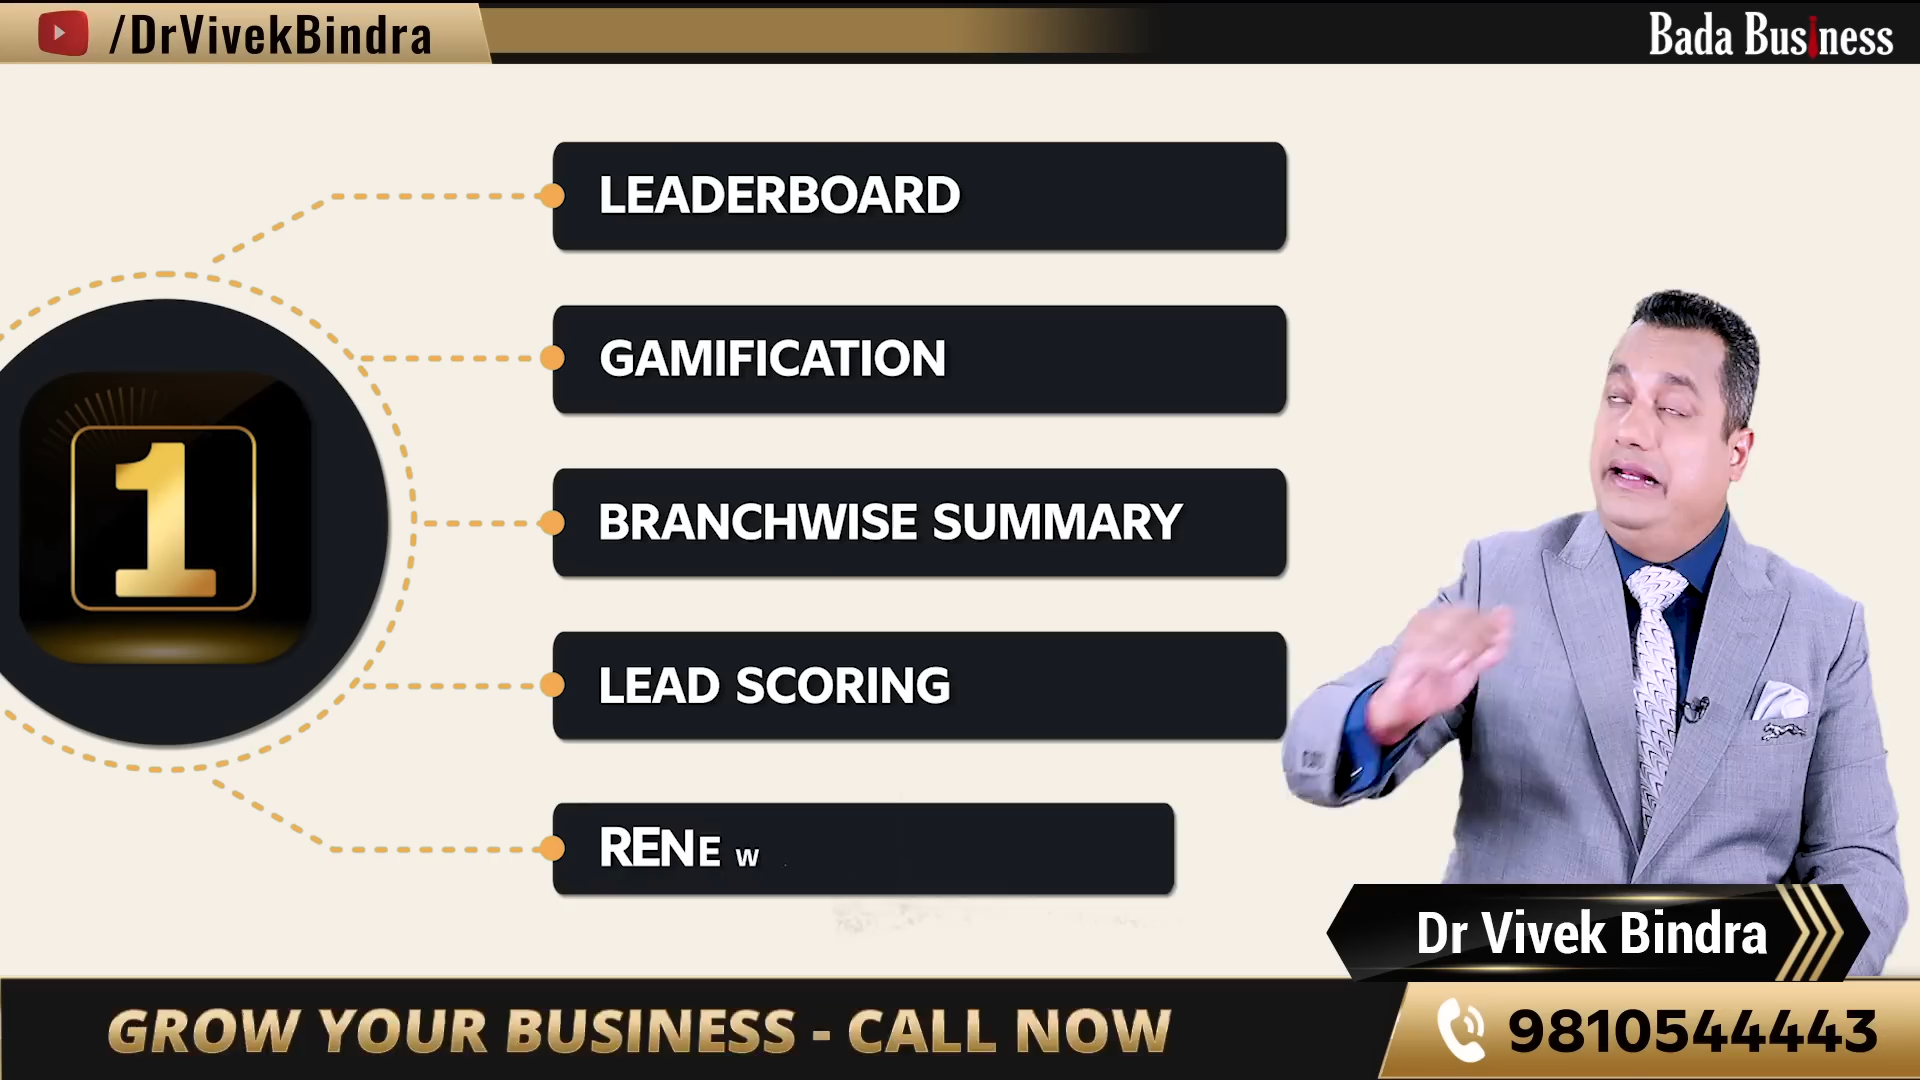 /DrVivekBindra
Bada Business
LEADERBOARD
GAMIFICATION
BRANCHWISE SUMMARY
LEAD SCORING
RENEW
1
Dr Vivek Bindra
GROW YOUR BUSINESS - CALL NOW
9810544443